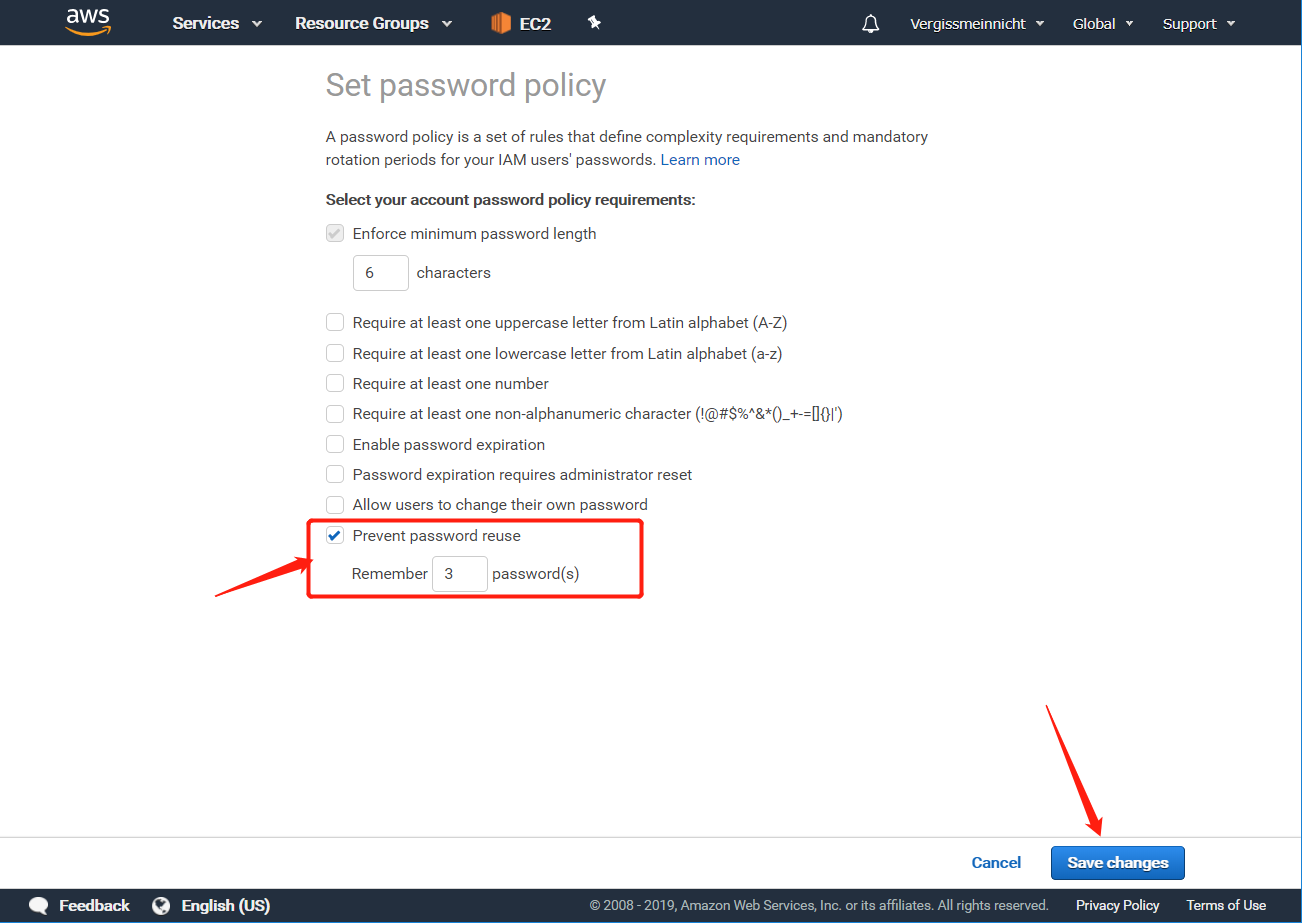 aws Services Resource Groups EC2 Vergissmeinnicht Global Support
Set password policy
A password policy is a set of rules that define complexity requirements and mandatory
rotation periods for your IAM users' passwords. Learn more
Select your account password policy requirements:
Enforce minimum password length
6 characters
Require at least one uppercase letter from Latin alphabet (A-Z)
Require at least one lowercase letter from Latin alphabet (a-z)
Require at least one number
Require at least one non-alphanumeric character (!@#$%^&*()_+-=[]{}|')
Enable password expiration
Password expiration requires administrator reset
Allow users to change their own password
Prevent password reuse
Remember 3 password(s)
Cancel Save changes
Feedback English (US) © 2008 - 2019, Amazon Web Services, Inc. or its affiliates. All rights reserved. Privacy Policy Terms of Use